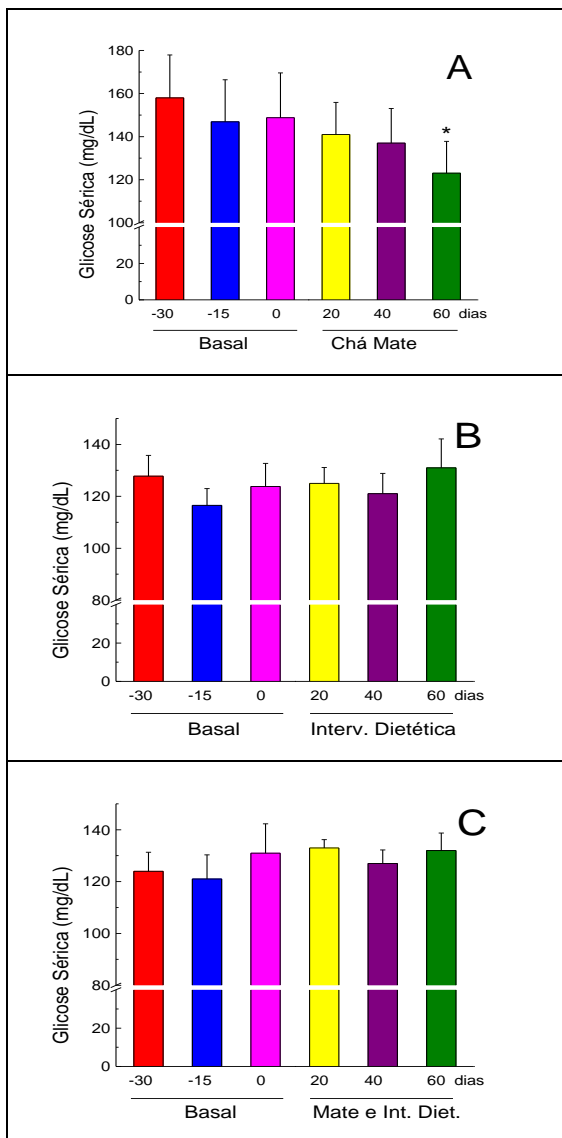 A
Glicose Sérica (mg/dL)
180
160
140
120
100
20
0
*
-30 -15 0 20 40 60 dias
Basal Chá Mate
B
Glicose Sérica (mg/dL)
140
120
100
80
20
0
-30 -15 0 20 40 60 dias
Basal Interv. Dietética
C
Glicose Sérica (mg/dL)
140
120
100
80
20
0
-30 -15 0 20 40 60 dias
Basal Mate e Int. Diet.